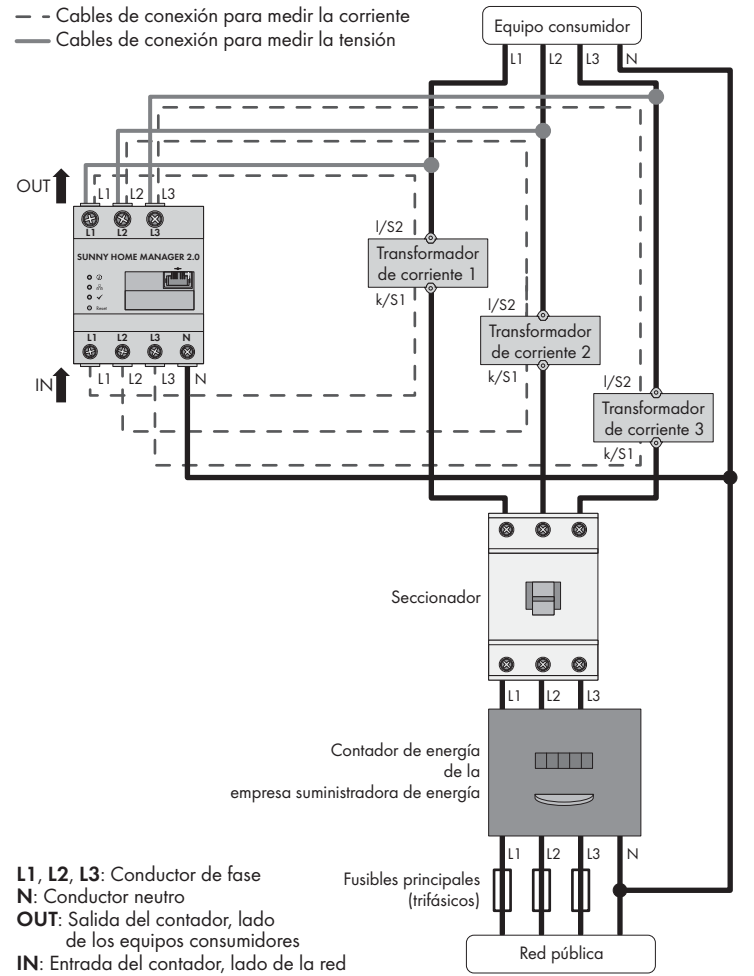 Cables de conexión para medir la corriente
Cables de conexión para medir la tensión
Equipo consumidor
L1 L2 L3 N
OUT
L1 L2 L3
L1 L2 L3
SUNNY HOME MANAGER 2.0
Reset
L1 L2 L3 N
IN
L1 L2 L3 N
l/S2
Transformador
de corriente 1
k/S1
l/S2
Transformador
de corriente 2
k/S1
l/S2
Transformador
de corriente 3
k/S1
Seccionador
L1 L2 L3
Contador de energía
de la
empresa suministradora de energía
L1 L2 L3 N
Fusibles principales
(trifásicos)
Red pública
L1, L2, L3: Conductor de fase
N: Conductor neutro
OUT: Salida del contador, lado
de los equipos consumidores
IN: Entrada del contador, lado de la red